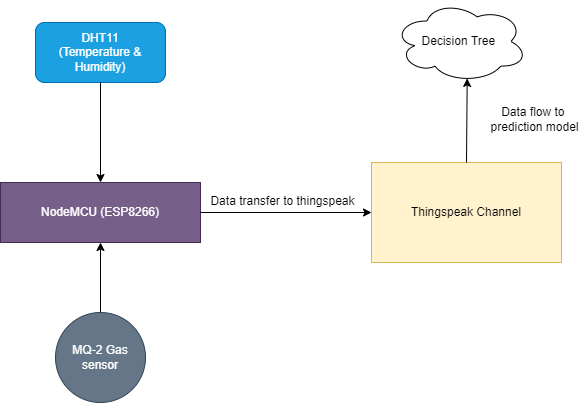 DHT11
(Temperature &
Humidity)
Decision Tree
Data flow to
prediction model
NodeMCU (ESP8266)
Data transfer to thingspeak
Thingspeak Channel
MQ-2 Gas
sensor